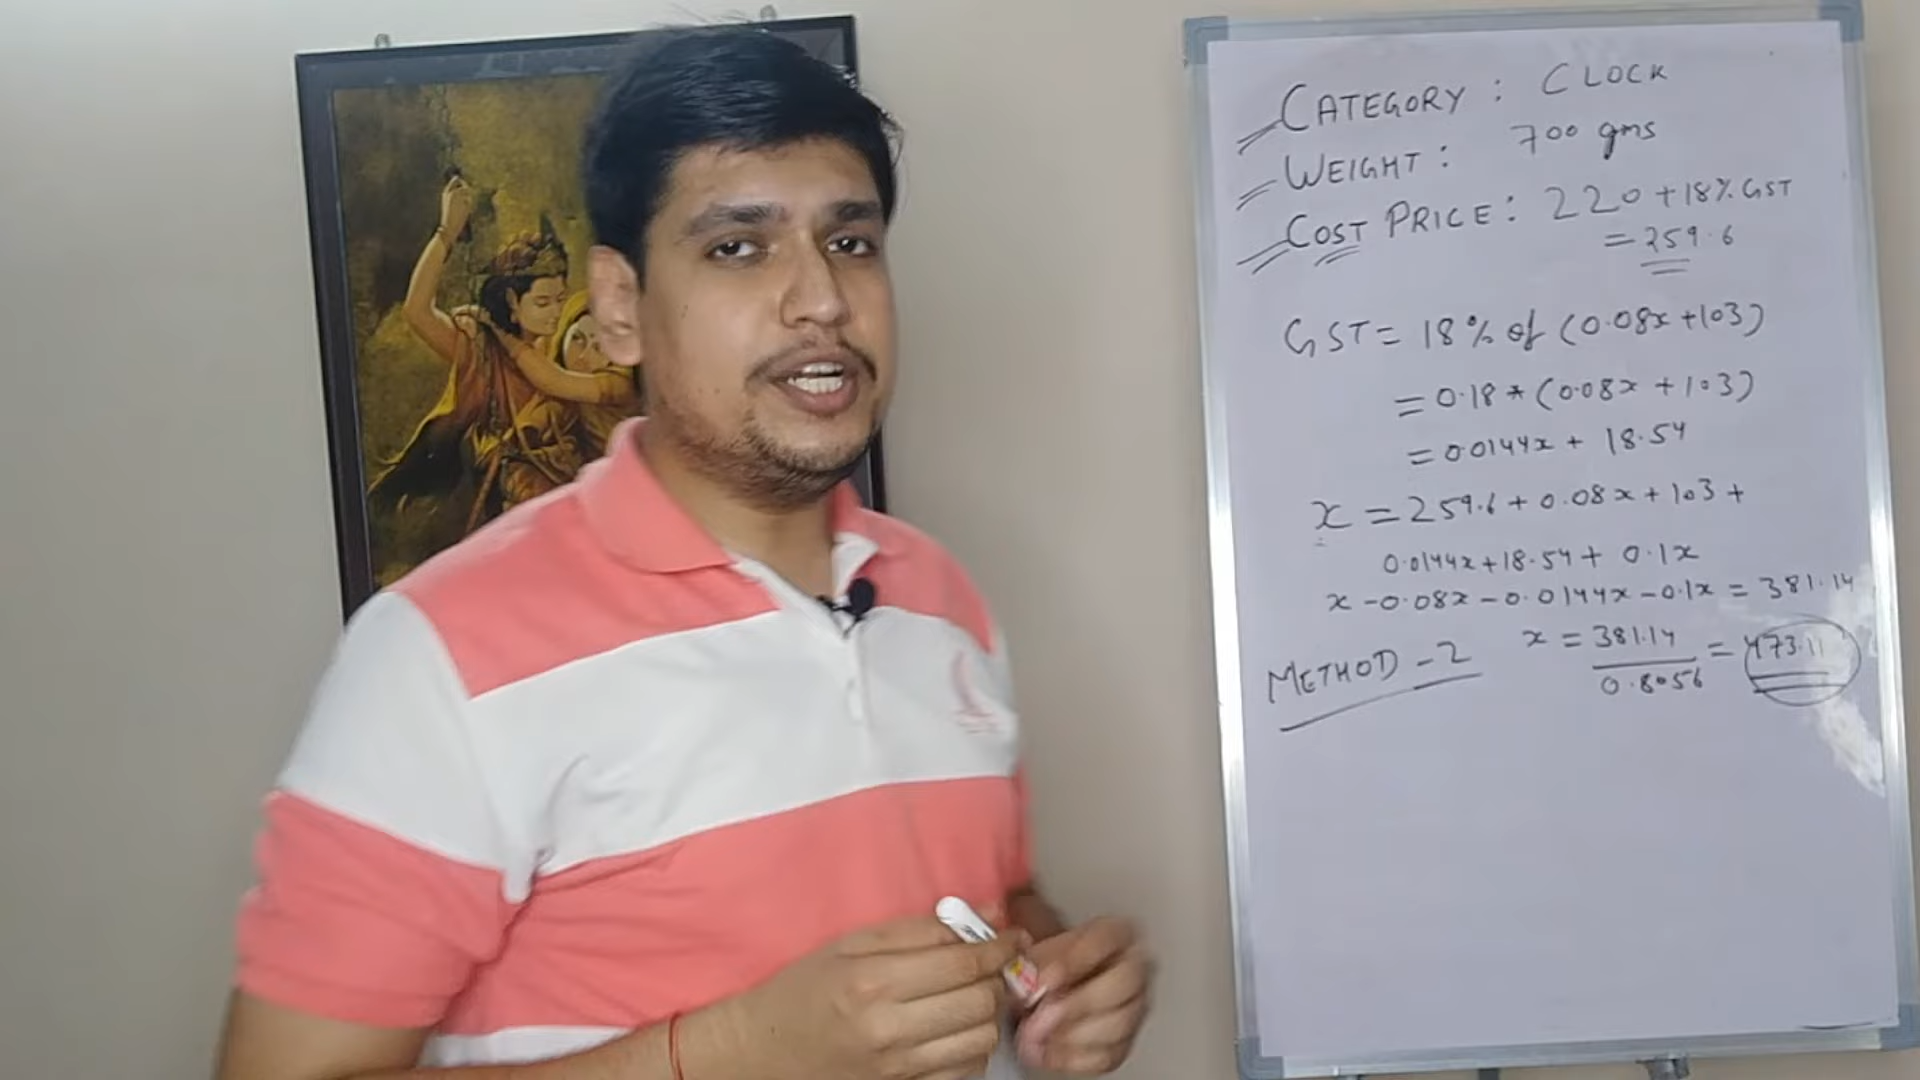 CATEGORY : CLOCK
WEIGHT : 700 gms
COST PRICE : 220 + 18% GST
= 259.6
GST = 18% of (0.08x + 103)
= 0.18 * (0.08x + 103)
= 0.0144x + 18.54
x = 259.6 + 0.08x + 103 +
0.0144x + 18.54 + 0.1x
x - 0.08x - 0.0144x - 0.1x = 381.14
METHOD - 2 x = 381.14 / 0.8056 = 473.11